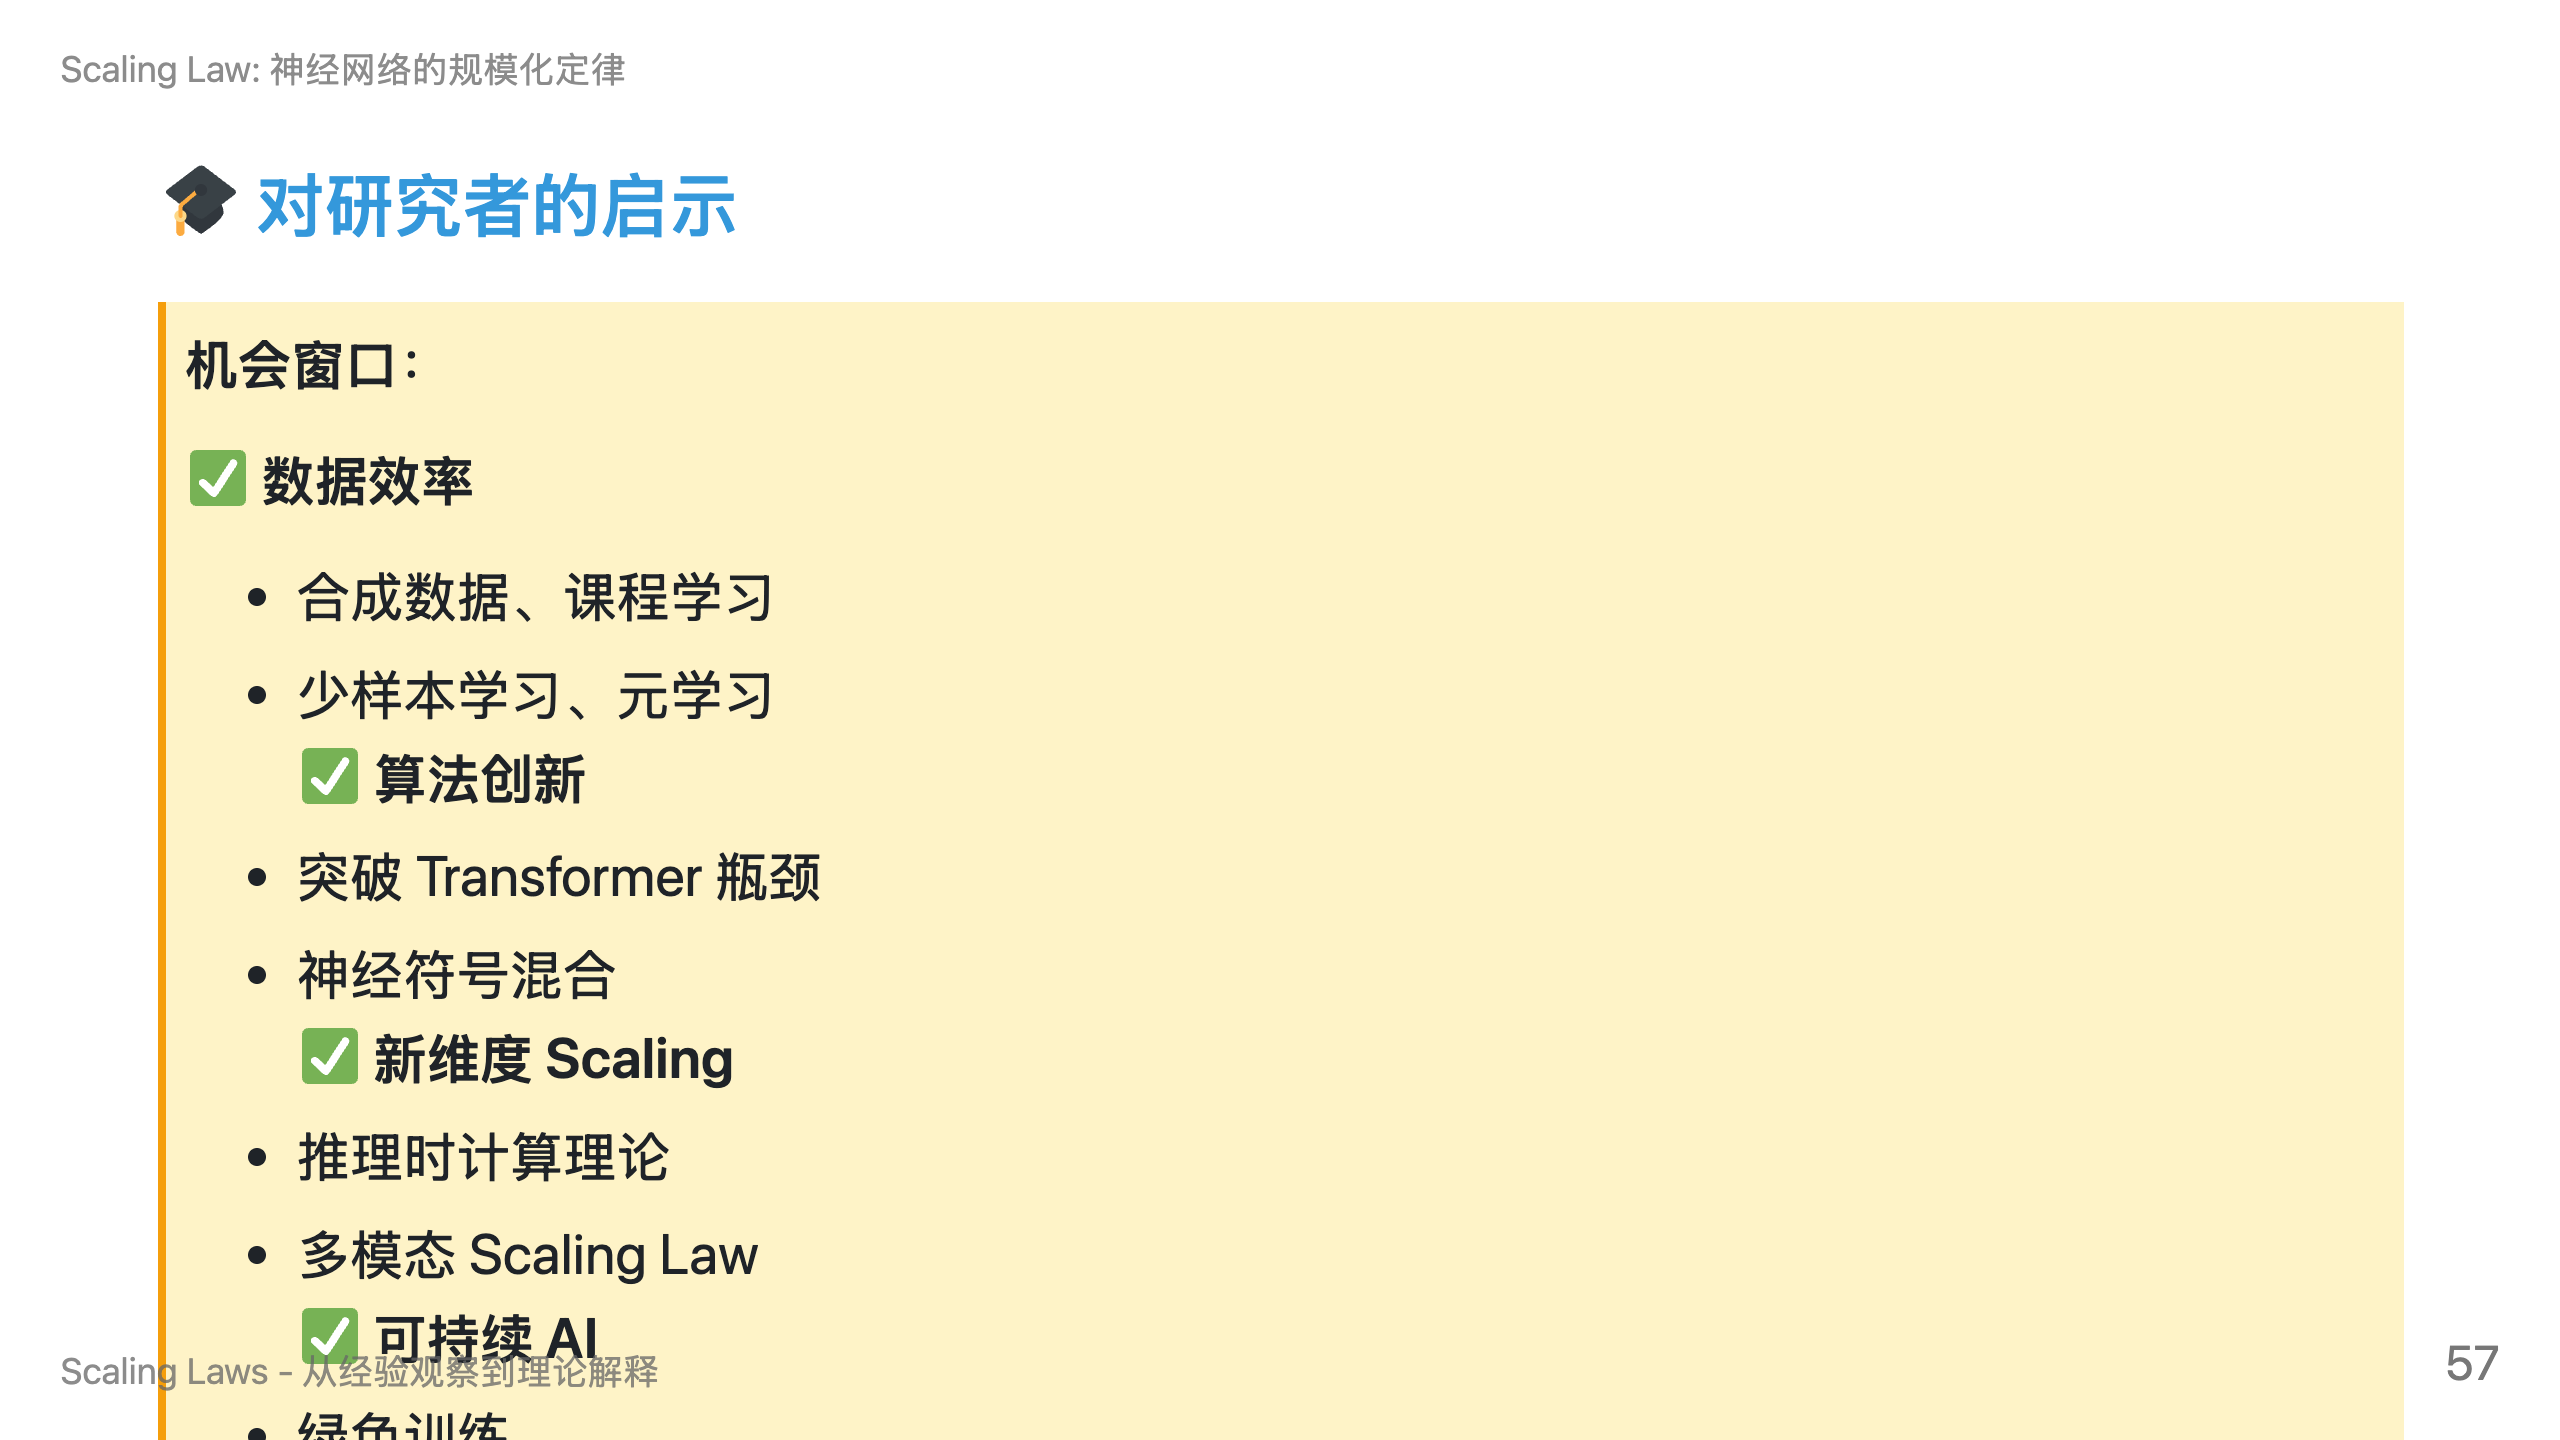 Scaling Law: 神经网络的规模化定律
🎓 对研究者的启示
机会窗口：
✅ 数据效率
• 合成数据、课程学习
• 少样本学习、元学习
✅ 算法创新
• 突破 Transformer 瓶颈
• 神经符号混合
✅ 新维度 Scaling
• 推理时计算理论
• 多模态 Scaling Law
✅ 可持续 AI
Scaling Laws - 从经验观察到理论解释
57
• 绿色训练